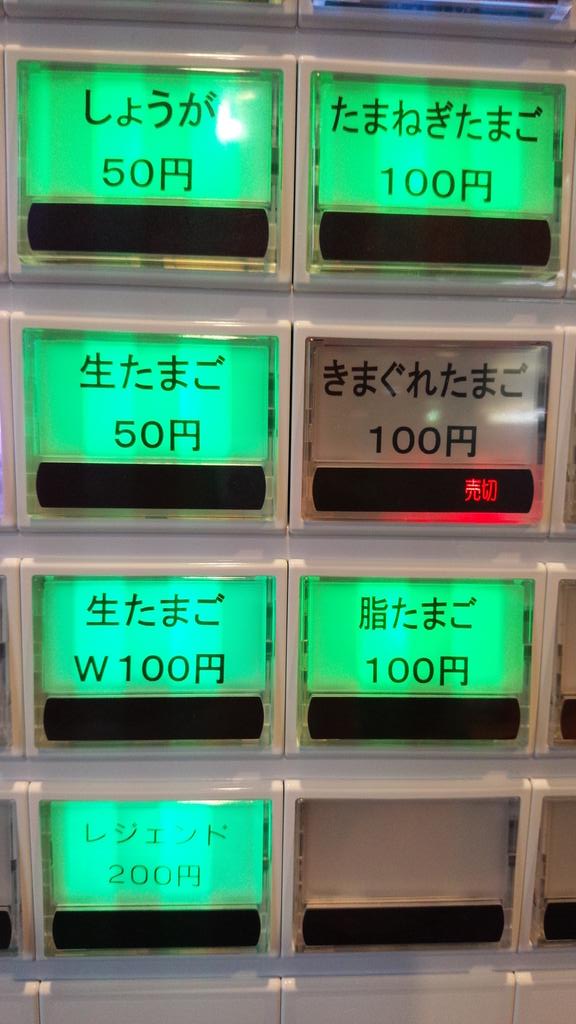 しょうが
50円
たまねぎたまご
100円
生たまご
50円
きまぐれたまご
100円
売切
生たまご
W100円
脂たまご
100円
レジェンド
200円